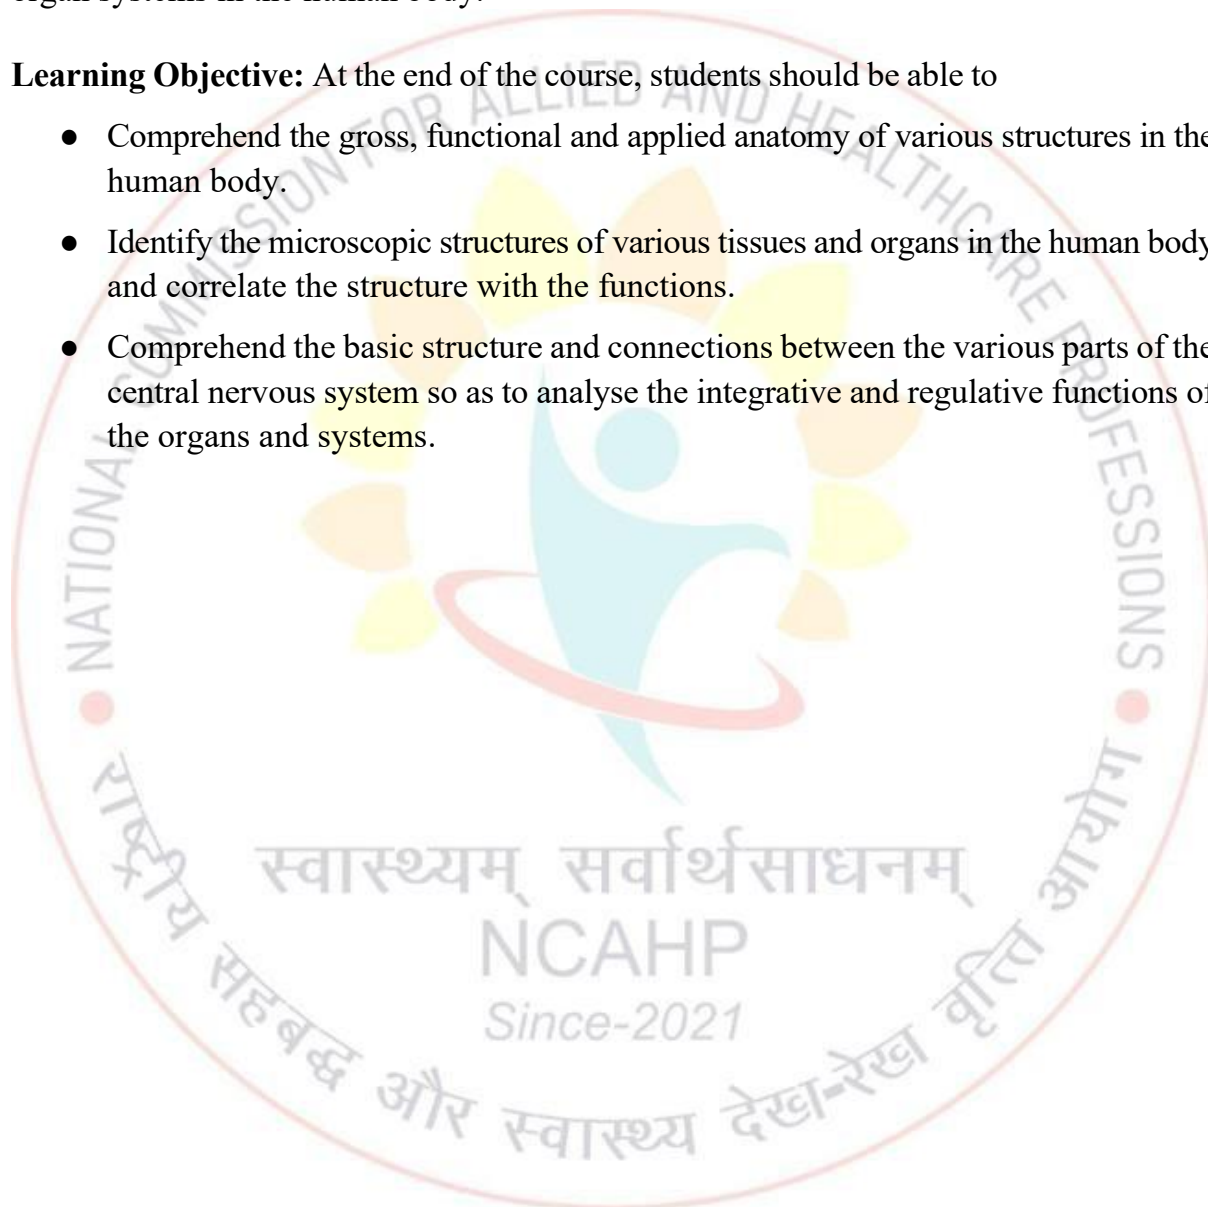 organ systems in the human body.
Learning Objective: At the end of the course, students should be able to
● Comprehend the gross, functional and applied anatomy of various structures in the
human body.
● Identify the microscopic structures of various tissues and organs in the human body
and correlate the structure with the functions.
● Comprehend the basic structure and connections between the various parts of the
central nervous system so as to analyse the integrative and regulative functions of
the organs and systems.
NATIONAL COMMISSION FOR ALLIED AND HEALTHCARE PROFESSIONS
स्वास्थ्यम् सर्वार्थसाधनम्
NCAHP
Since-2021
राष्ट्रीय सहबद्ध और स्वास्थ्य देख-रेख वृत्ति आयोग